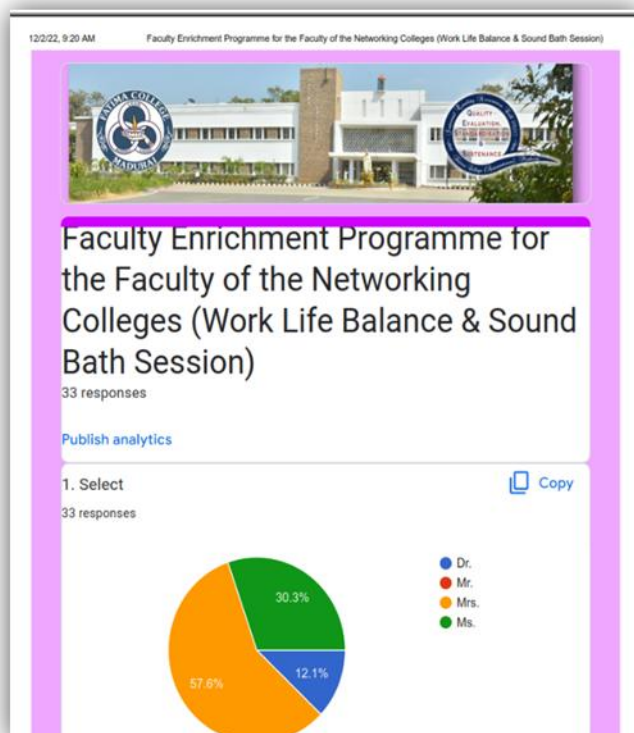 12/2/22, 9:20 AM
Faculty Enrichment Programme for the Faculty of the Networking Colleges (Work Life Balance & Sound Bath Session)
FATIMA COLLEGE
MADURAI
QUALITY
EVALUATION,
STANDARDISATION
&
SUSTENANCE
Faculty Enrichment Programme for
the Faculty of the Networking
Colleges (Work Life Balance & Sound
Bath Session)
33 responses
Publish analytics
1. Select
Copy
33 responses
30.3%
57.6%
12.1%
Dr.
Mr.
Mrs.
Ms.